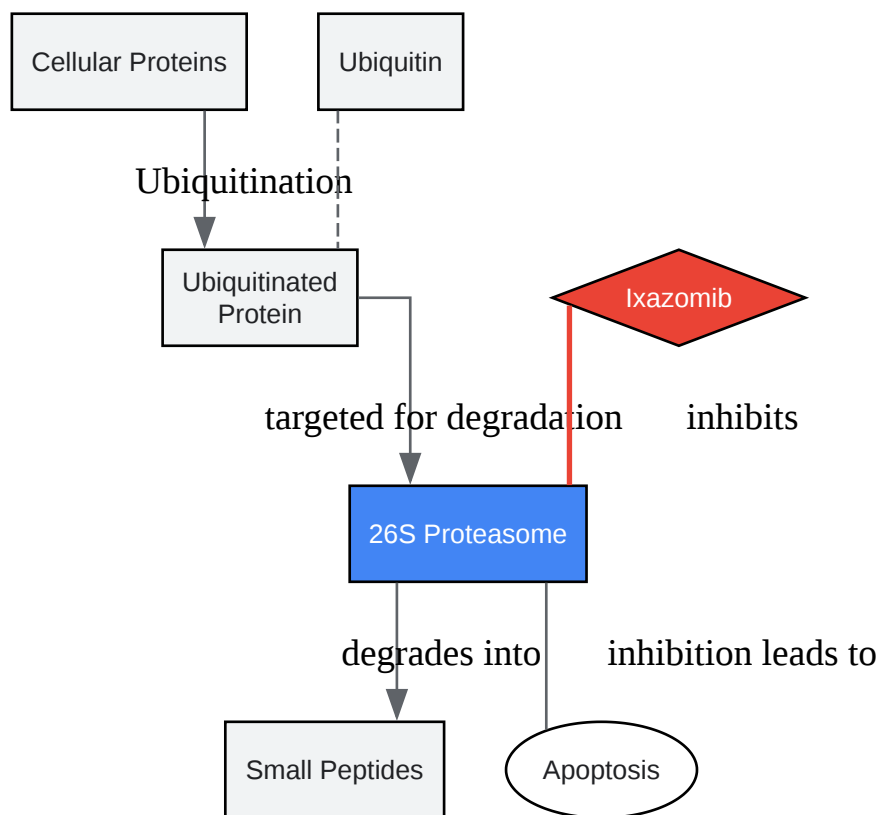 Cellular Proteins
Ubiquitin
Ubiquitination
Ubiquitinated
Protein
Ixazomib
targeted for degradation
inhibits
26S Proteasome
degrades into
inhibition leads to
Small Peptides
Apoptosis